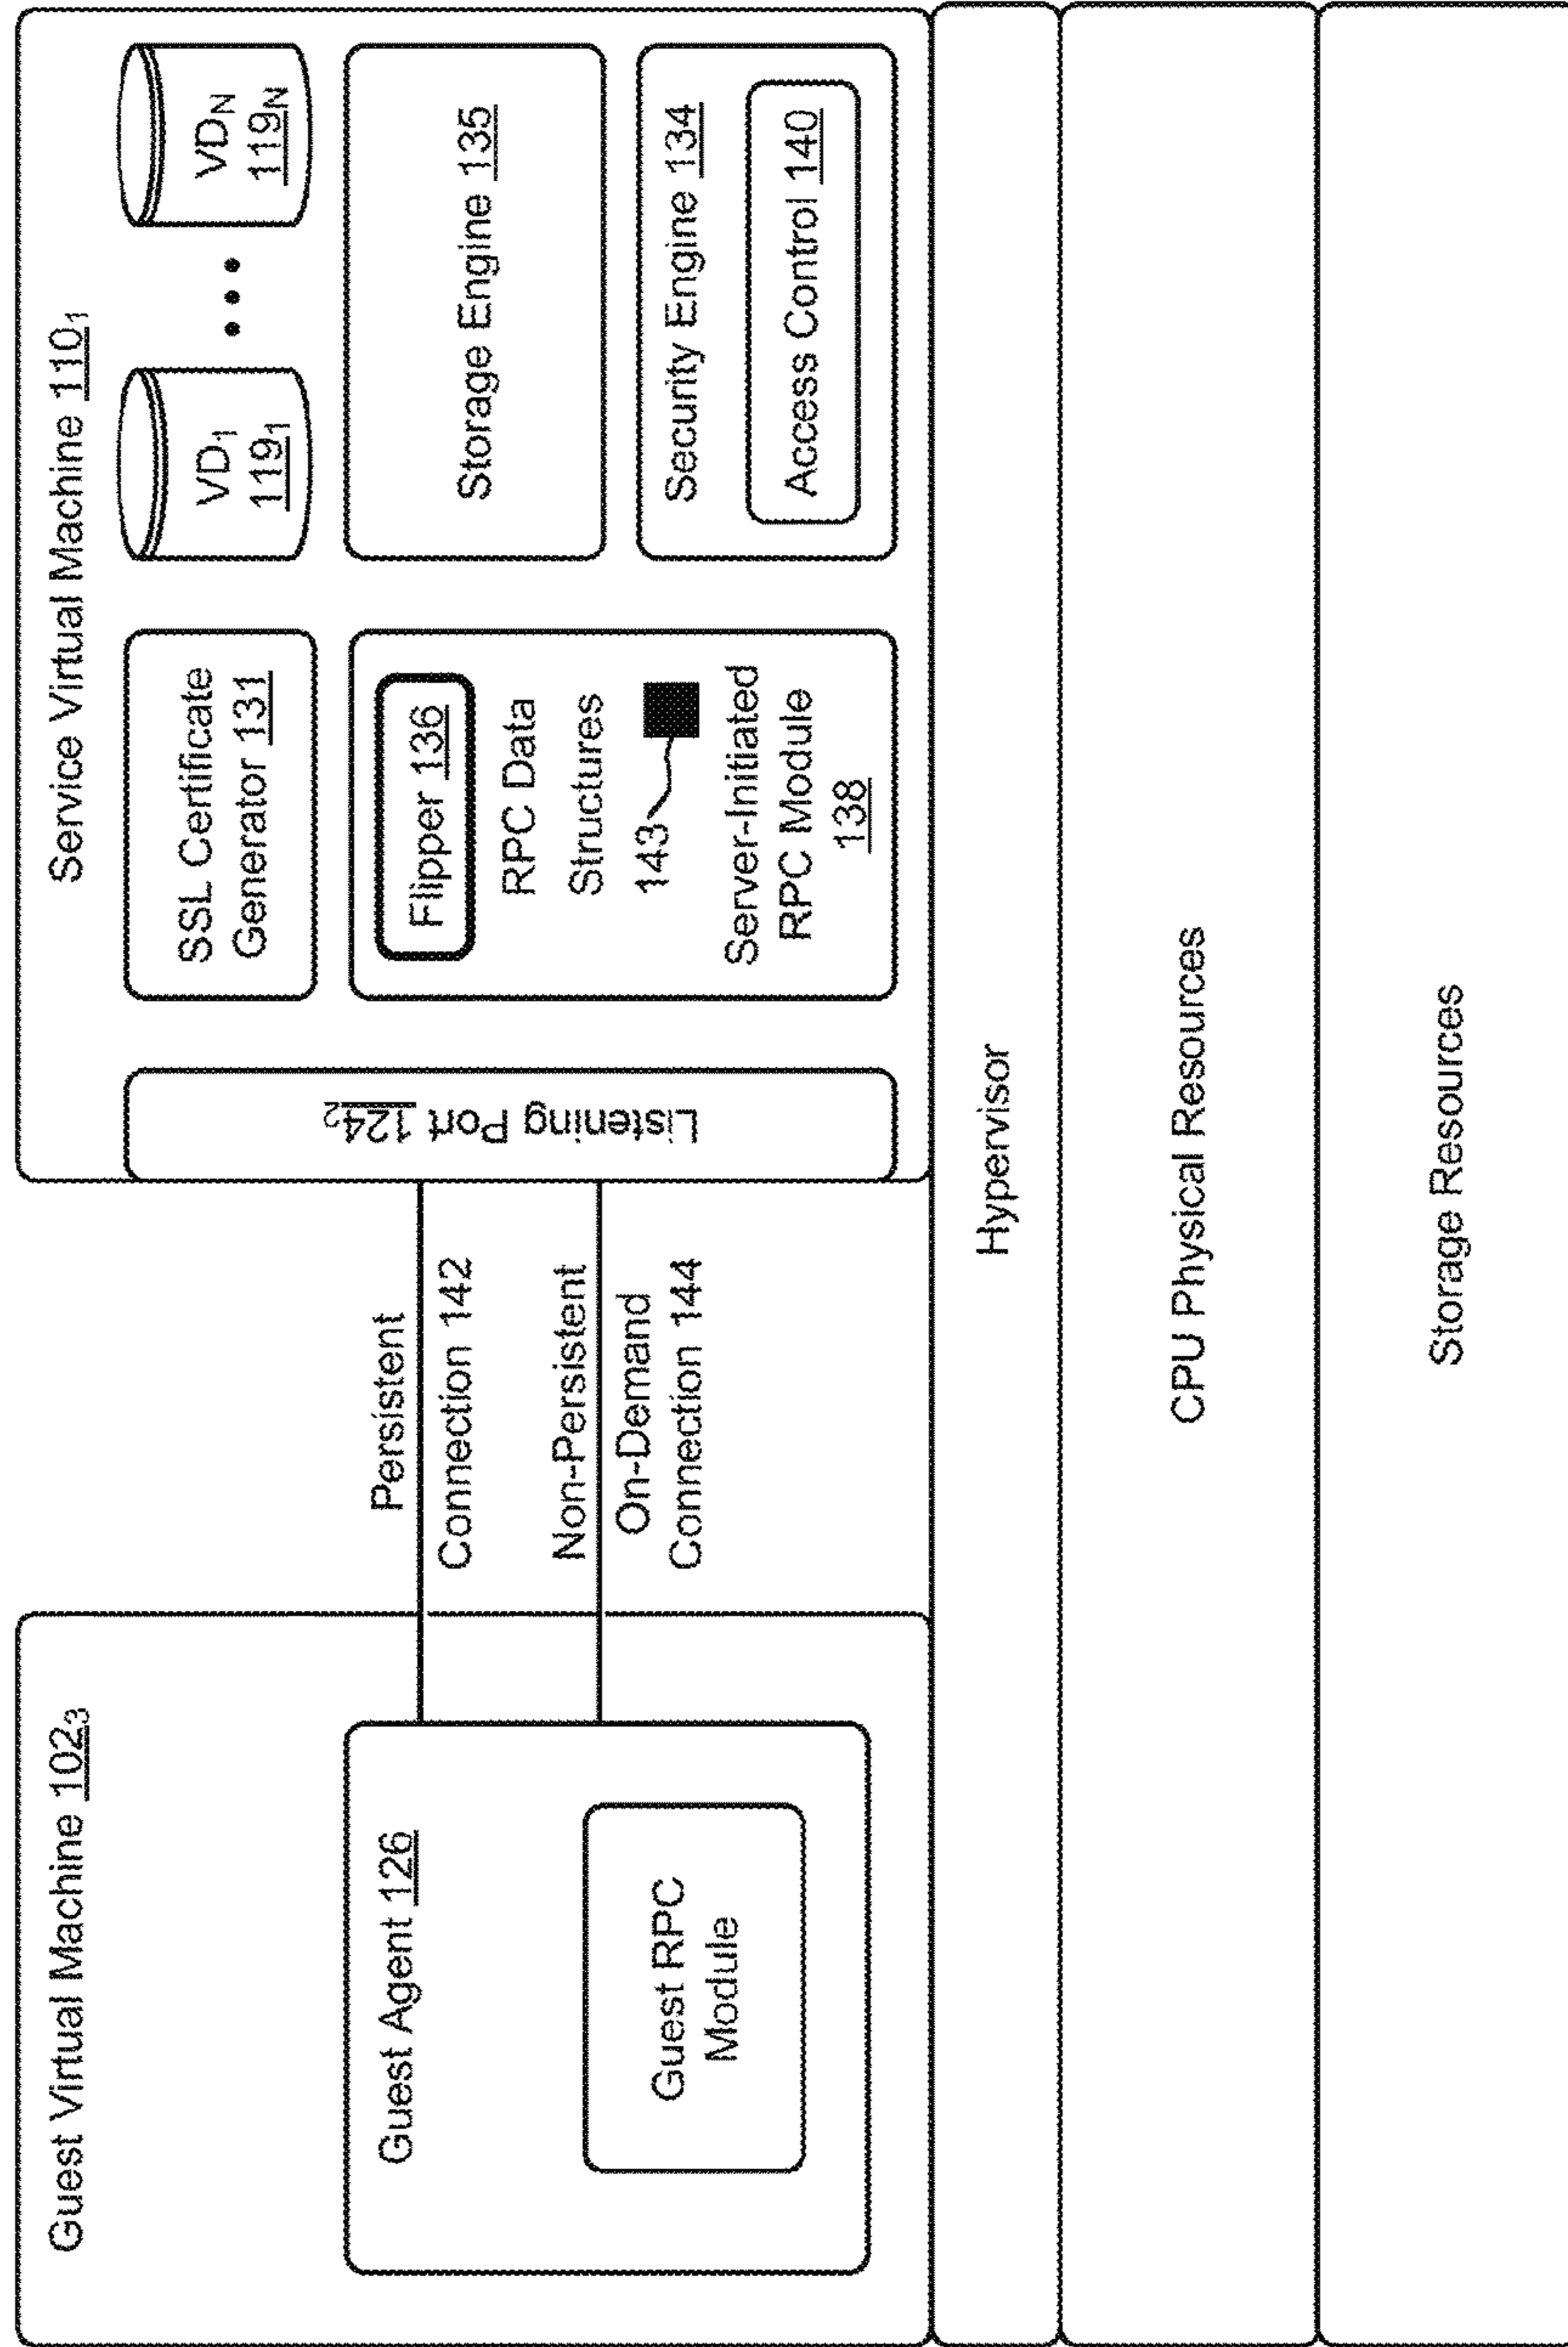 Guest Virtual Machine 102₃
Guest Agent 126
Guest RPC
Module
Persistent
Connection 142
Non-Persistent
On-Demand
Connection 144
Service Virtual Machine 110₁
Listening Port 124₂
SSL Certificate
Generator 131
Flipper 136
RPC Data
Structures
143
Server-Initiated
RPC Module
138
VD₁
119₁
VD_N
119_N
Storage Engine 135
Security Engine 134
Access Control 140
Hypervisor
CPU Physical Resources
Storage Resources